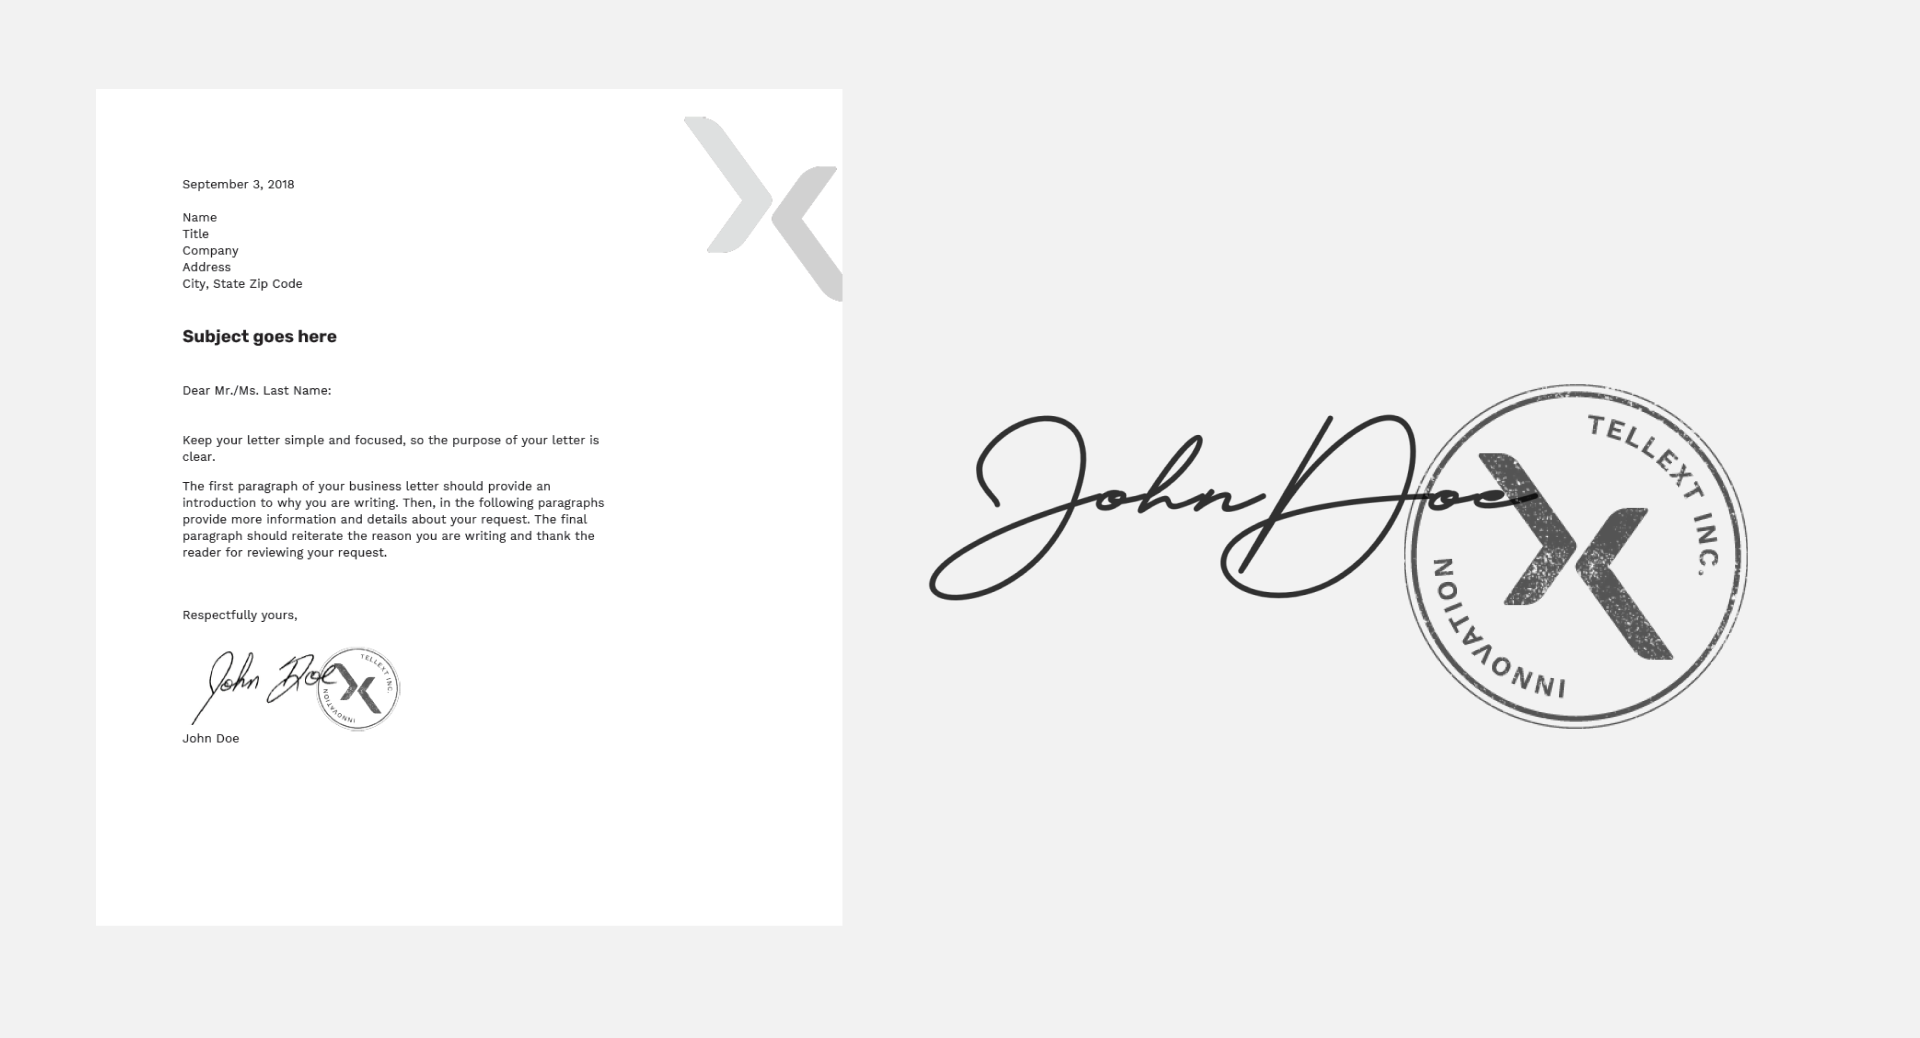 September 3, 2018
Name
Title
Company
Address
City, State Zip Code
Subject goes here
Dear Mr./Ms. Last Name:
Keep your letter simple and focused, so the purpose of your letter is
clear.
The first paragraph of your business letter should provide an
introduction to why you are writing. Then, in the following paragraphs
provide more information and details about your request. The final
paragraph should reiterate the reason you are writing and thank the
reader for reviewing your request.
Respectfully yours,
John Doe
TELLEXT INC.
INNOVATION
John Doe
John Doe
TELLEXT INC.
INNOVATION